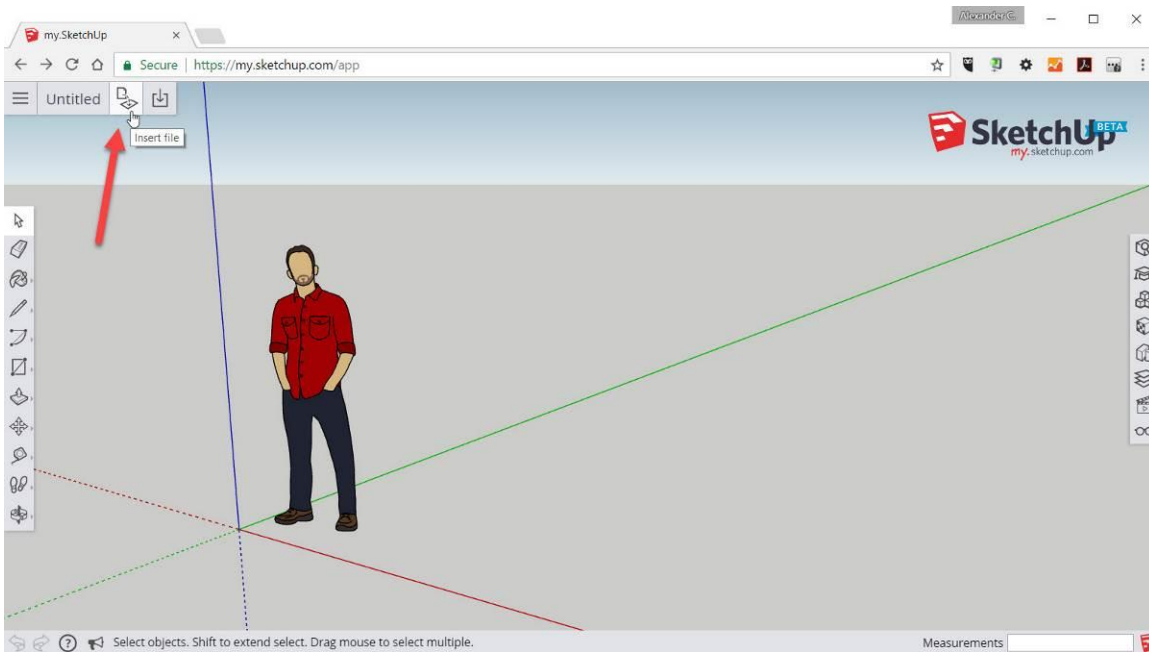 Alexander C.
my.SketchUp
Secure | https://my.sketchup.com/app
Untitled
Insert file
SketchUp BETA
my.sketchup.com
Select objects. Shift to extend select. Drag mouse to select multiple.
Measurements